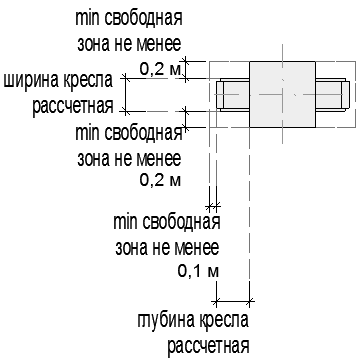 min свободная
зона не менее
0,2 м
ширина кресла
рассчетная
min свободная
зона не менее
0,2 м
min свободная
зона не менее
0,1 м
глубина кресла
рассчетная